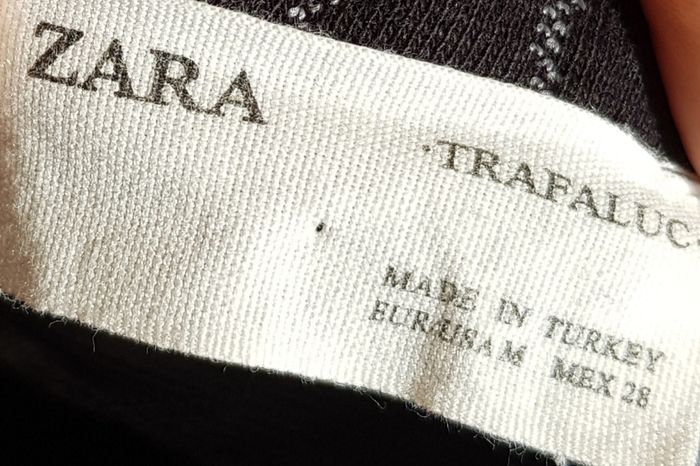 ZARA
·TRAFALUC
MADE IN TURKEY
EUR/USA M MEX 28